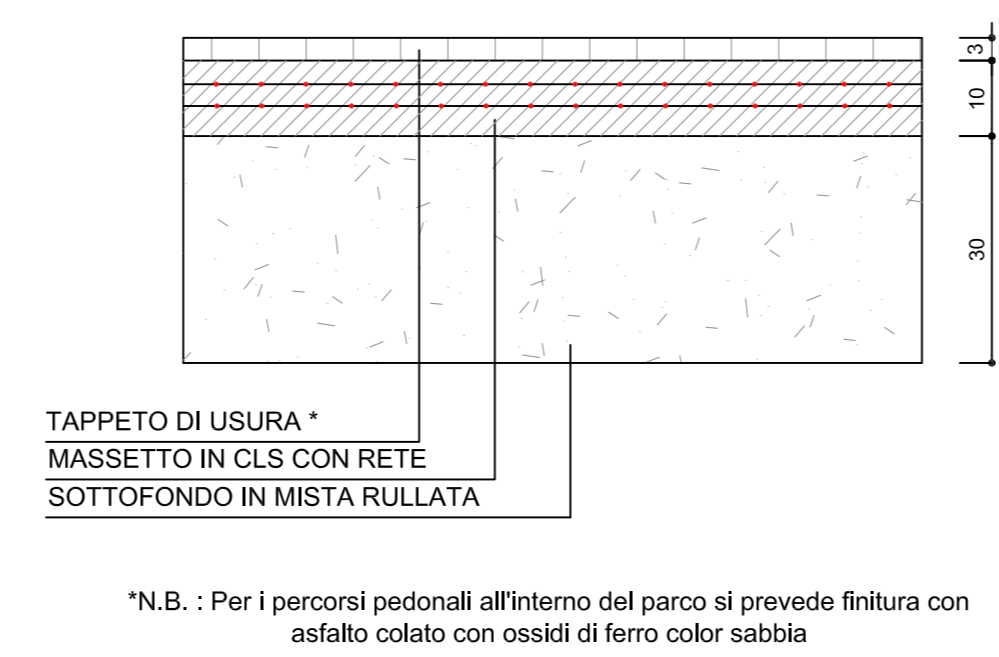 3
10
30
TAPPETO DI USURA *
MASSETTO IN CLS CON RETE
SOTTOFONDO IN MISTA RULLATA
*N.B. : Per i percorsi pedonali all'interno del parco si prevede finitura con
asfalto colato con ossidi di ferro color sabbia